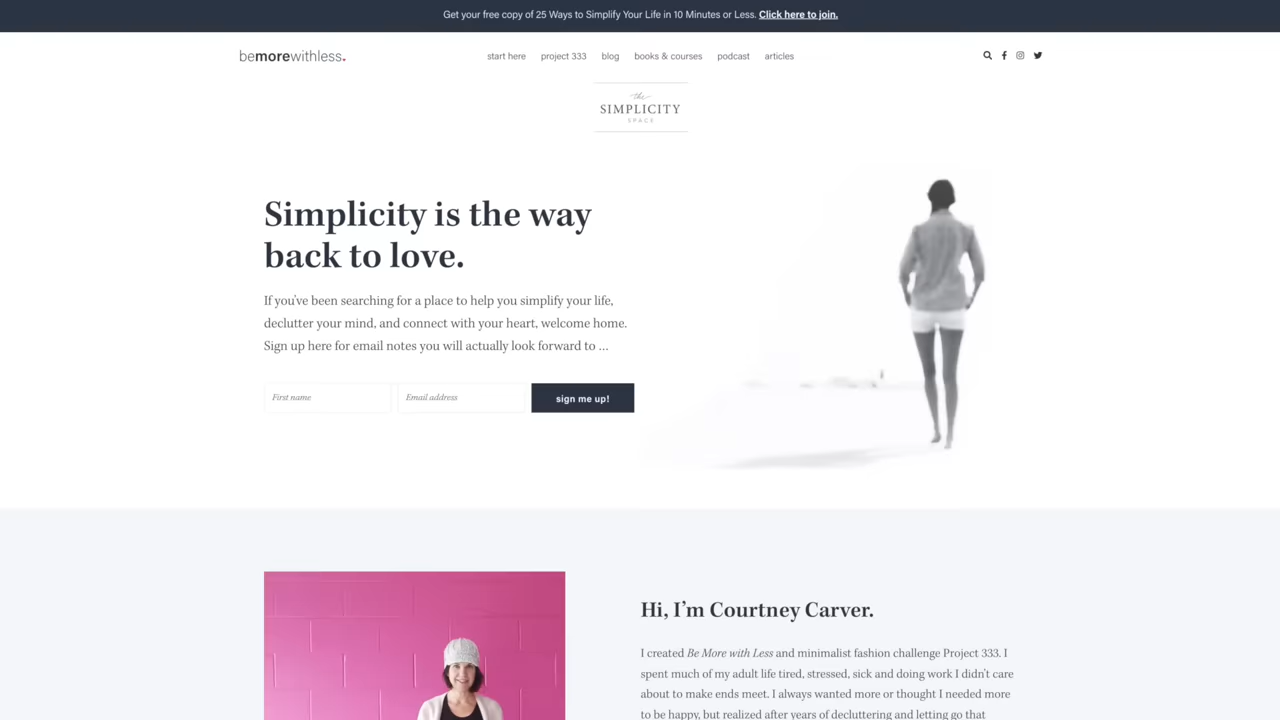 Get your free copy of 25 Ways to Simplify Your Life in 10 Minutes or Less. Click here to join.
bemorewithless.
start here
project 333
blog
books & courses
podcast
articles
the
SIMPLICITY
SPACE
Simplicity is the way
back to love.
If you've been searching for a place to help you simplify your life,
declutter your mind, and connect with your heart, welcome home.
Sign up here for email notes you will actually look forward to ...
First name
Email address
sign me up!
Hi, I'm Courtney Carver.
I created Be More with Less and minimalist fashion challenge Project 333. I
spent much of my adult life tired, stressed, sick and doing work I didn't care
about to make ends meet. I always wanted more or thought I needed more
to be happy, but realized after years of decluttering and letting go that